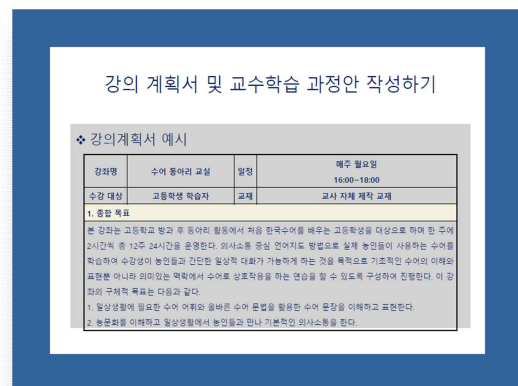 강의 계획서 및 교수학습 과정안 작성하기
❖ 강의계획서 예시
강좌명 수어 동아리 교실 일정 매주 월요일
16:00~18:00
수강 대상 고등학생 학습자 교재 교사 자체 제작 교재
1. 종합 목표
본 강좌는 고등학교 방과 후 동아리 활동에서 처음 한국수어를 배우는 고등학생을 대상으로 하며 한 주에
2시간씩 총 12주 24시간을 운영한다. 의사소통 중심 언어지도 방법으로 실제 농인들이 사용하는 수어를
학습하여 수강생이 농인들과 간단한 일상적 대화가 가능하게 하는 것을 목적으로 기초적인 수어의 이해와
표현뿐 아니라 의미있는 맥락에서 수어로 상호작용을 하는 연습을 할 수 있도록 구성하여 진행한다. 이 강
좌의 구체적 목표는 다음과 같다.
1. 일상생활에 필요한 수어 어휘와 올바른 수어 문법을 활용한 수어 문장을 이해하고 표현한다.
2. 농문화를 이해하고 일상생활에서 농인들과 만나 기본적인 의사소통을 한다.